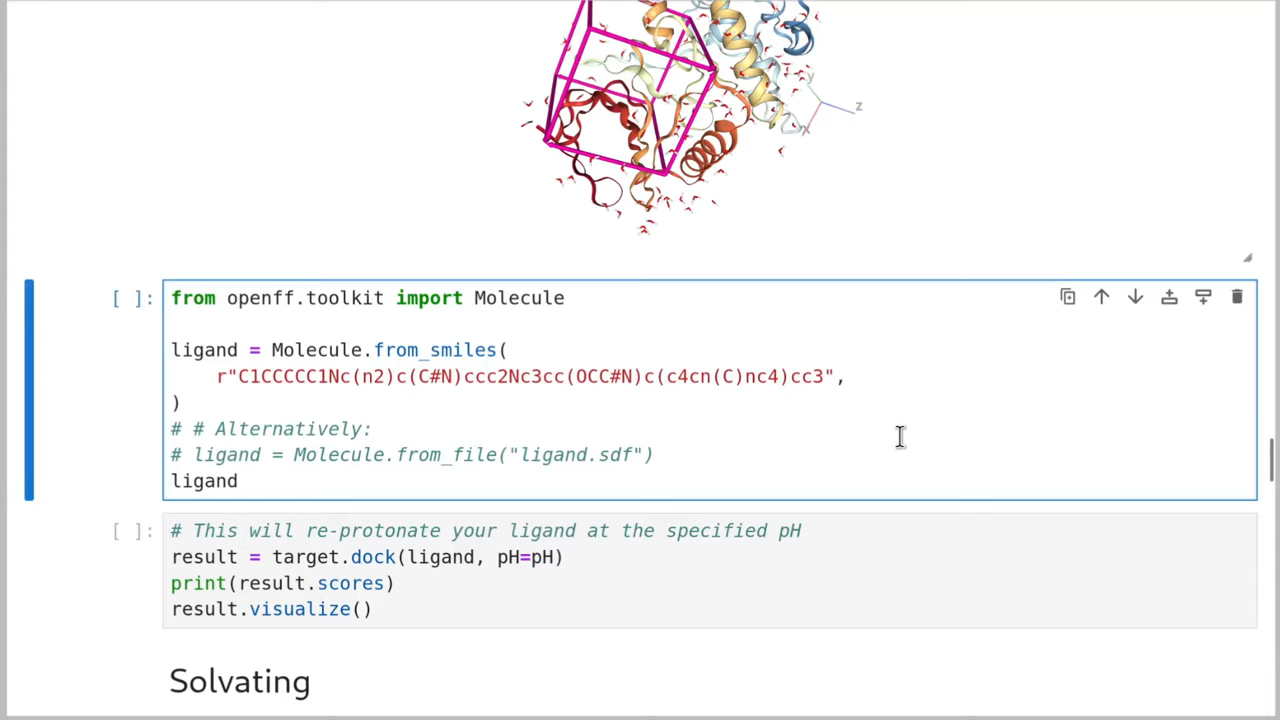 z
[ ]:
from openff.toolkit import Molecule
ligand = Molecule.from_smiles(
r"C1CCCCC1Nc(n2)c(C#N)ccc2Nc3cc(OCC#N)c(c4cn(C)nc4)cc3",
)
# # Alternatively:
# ligand = Molecule.from_file("ligand.sdf")
ligand
[ ]:
# This will re-protonate your ligand at the specified pH
result = target.dock(ligand, pH=pH)
print(result.scores)
result.visualize()
Solvating